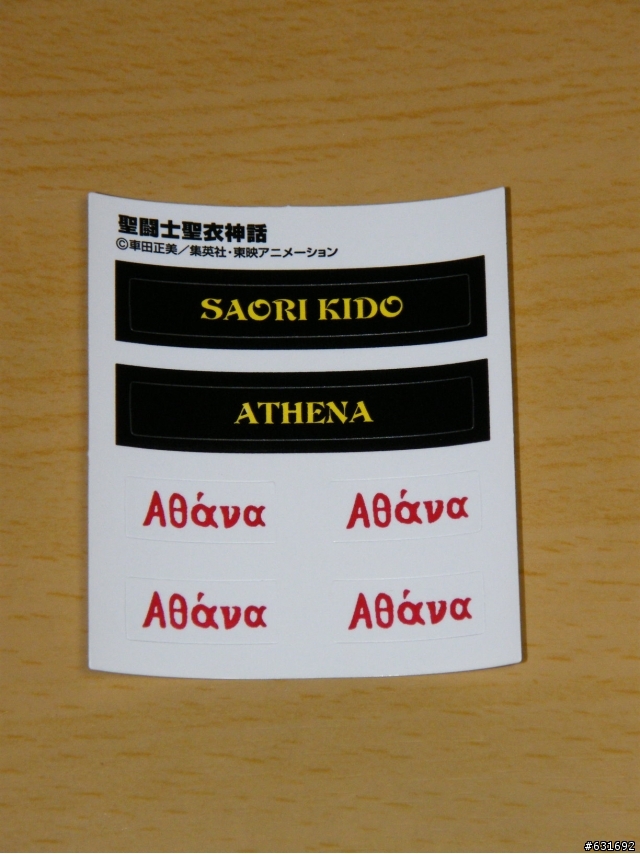 聖闘士聖衣神話
©車田正美／集英社・東映アニメーション
SAORI KIDO
ATHENA
Αθάνα Αθάνα
Αθάνα Αθάνα
#631692